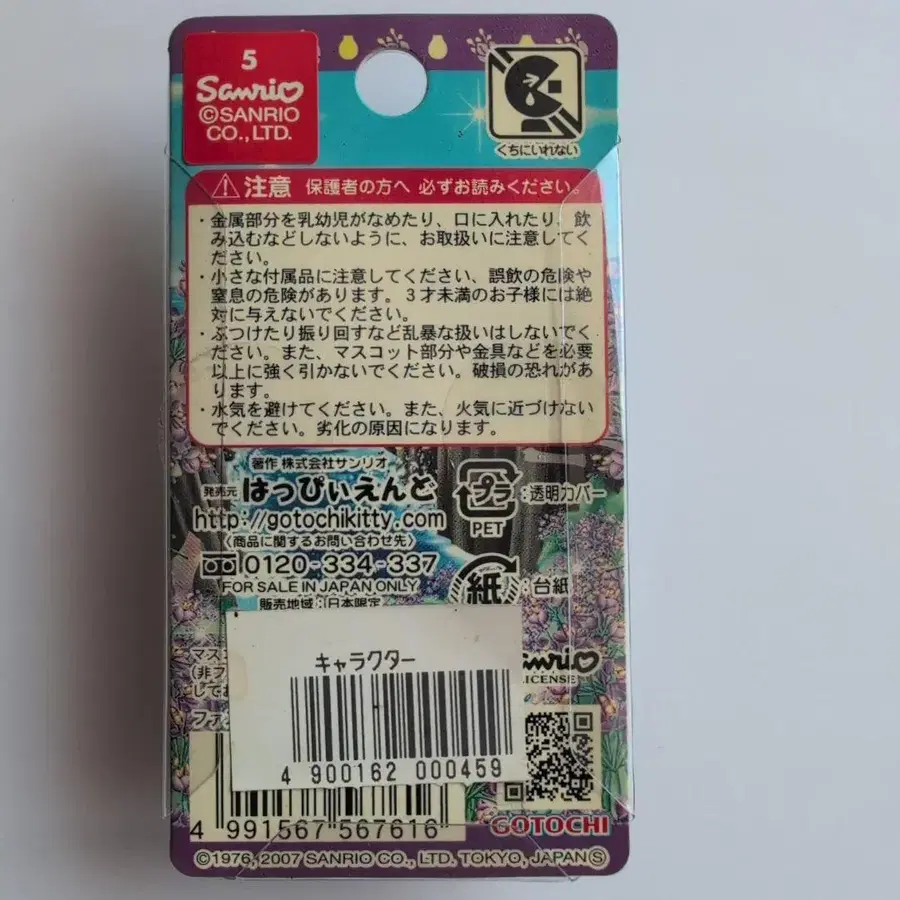 5
Sanrio
©SANRIO
CO.,LTD.
くちにいれない
注意 保護者の方へ 必ずお読みください。
・金属部分を乳幼児がなめたり、口に入れたり、飲
み込むなどしないように、お取扱いに注意してく
ださい。
・小さな付属品に注意してください、誤飲の危険や
窒息の危険があります。3才未満のお子様には絶
対に与えないでください。
・ぶつけたり振り回すなど乱暴な扱いはしないでく
ださい。また、マスコット部分や金具などを必要
以上に強く引かないでください。破損の恐れがあ
ります。
・水気を避けてください。また、火気に近づけない
でください。劣化の原因になります。
著作 株式会社サンリオ
発売元 はっぴぃえんど
http://gotochikitty.com
〈商品に関するお問い合わせ先〉
0120-334-337
FOR SALE IN JAPAN ONLY
販売地域:日本限定
プラ :透明カバー
PET
紙 :台紙
マスコ
(非フ
してお
ファ
キャラクター
4 900162 000459
Sanrio
LICENSE
4 991567 567616
GOTOCHI
©1976, 2007 SANRIO CO., LTD. TOKYO, JAPAN Ⓢ